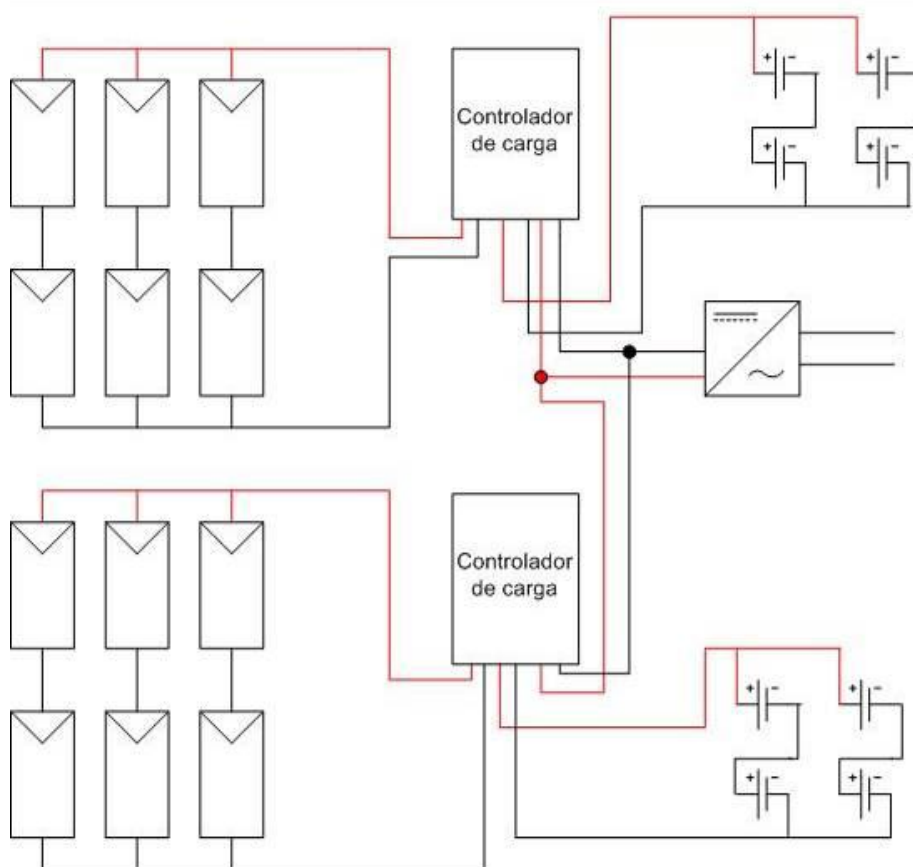 Controlador
de carga
+ − + −
+ − + −
Controlador
de carga
+ − + −
+ − + −